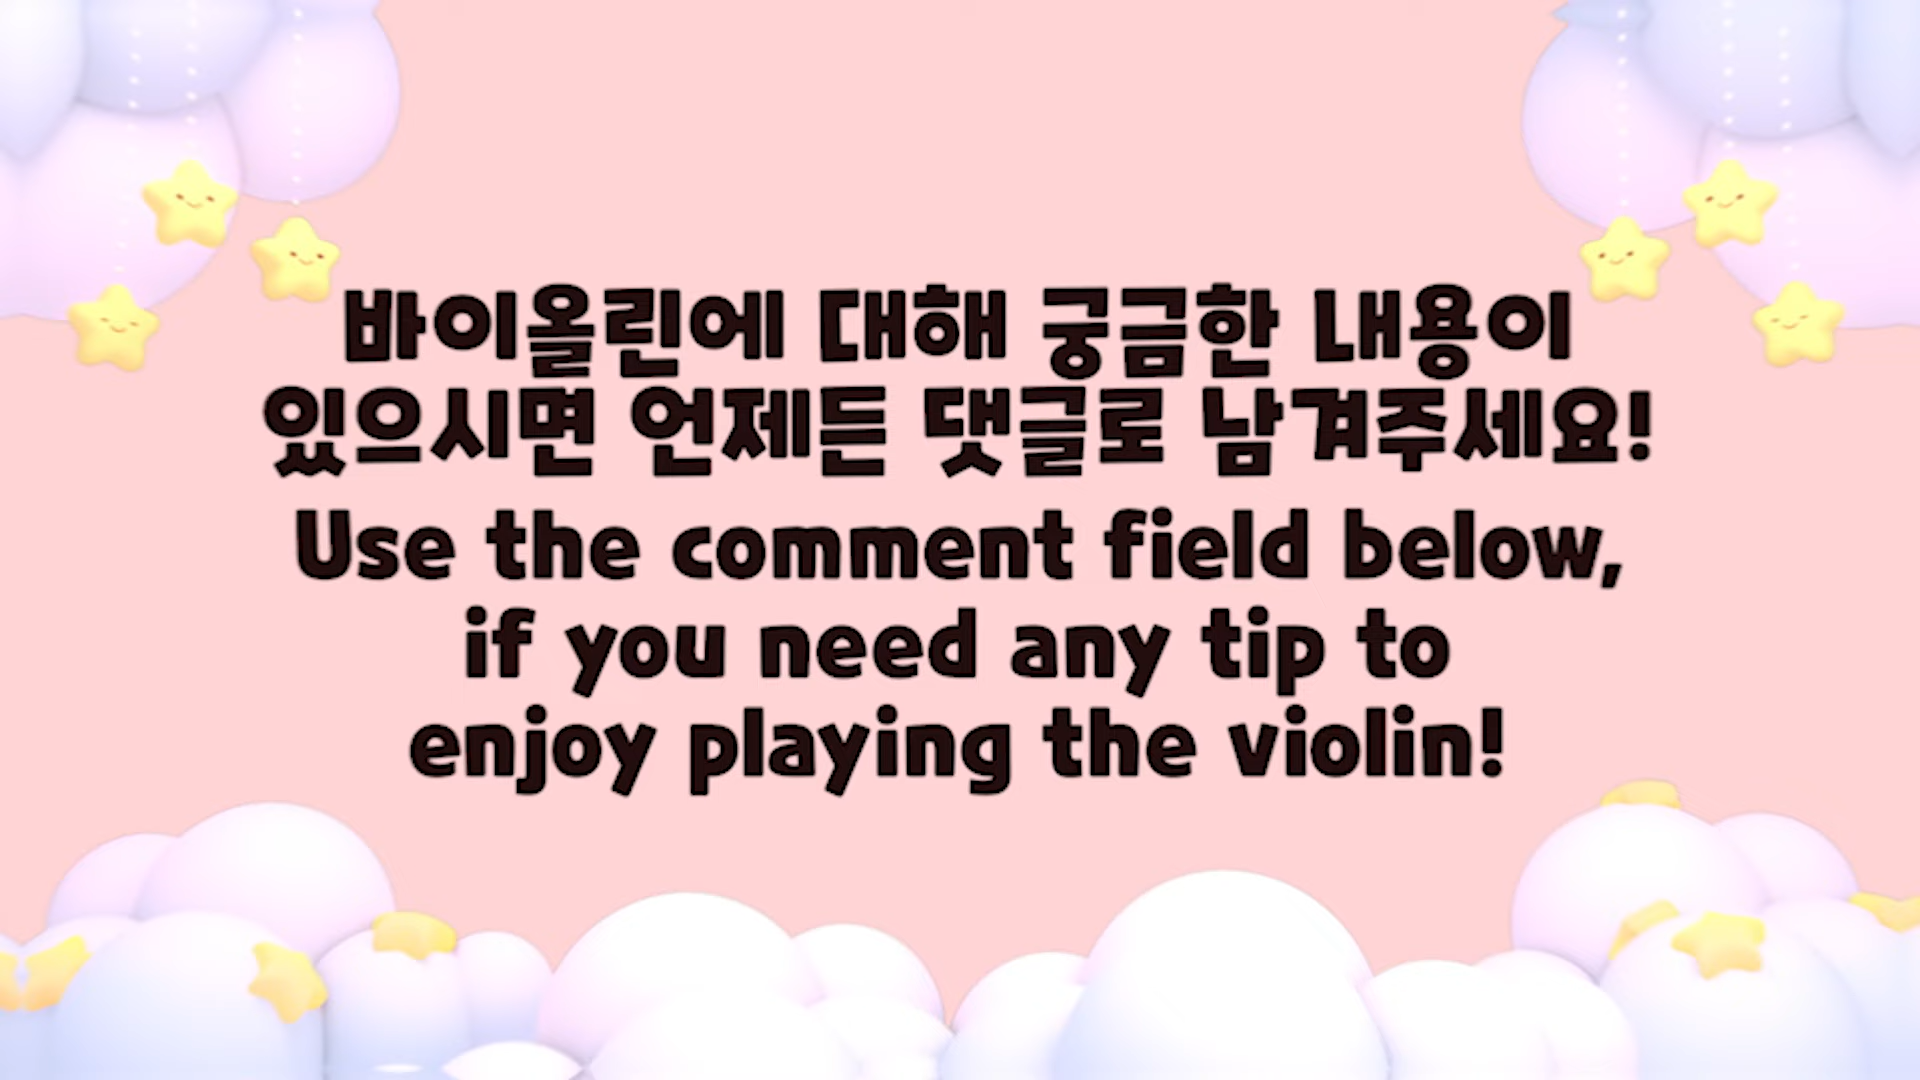 바이올린에 대해 궁금한 내용이
있으시면 언제든 댓글로 남겨주세요!
Use the comment field below,
if you need any tip to
enjoy playing the violin!